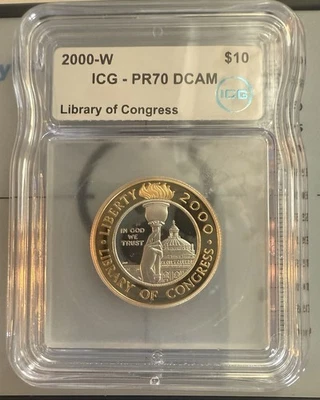 2000-W $10
ICG - PR70 DCAM
ICG
Library of Congress
LIBERTY 2000
IN GOD
WE
TRUST
LIBRARY OF CONGRESS